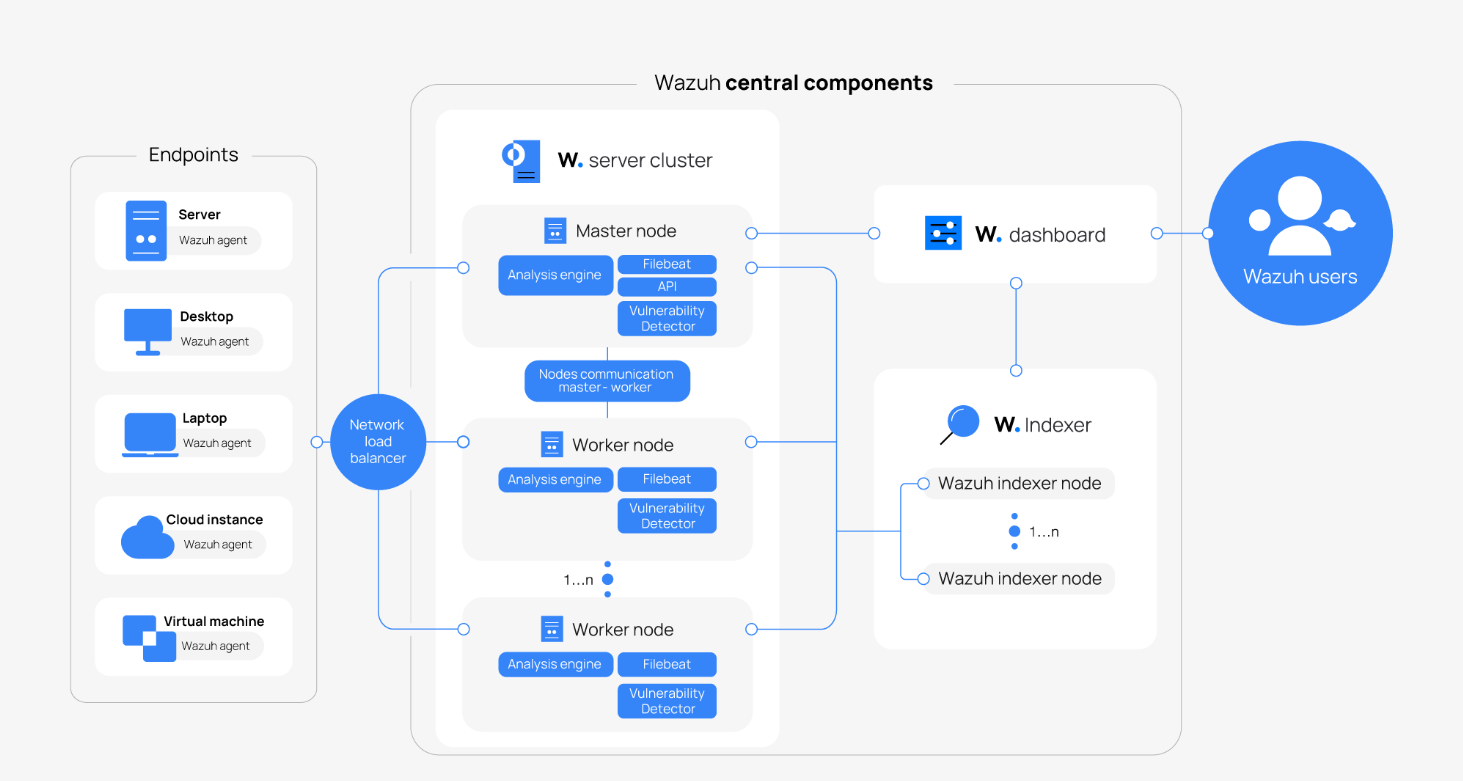 Wazuh central components
Endpoints
Server
Wazuh agent
Desktop
Wazuh agent
Laptop
Wazuh agent
Cloud instance
Wazuh agent
Virtual machine
Wazuh agent
Network
load
balancer
W. server cluster
Master node
Analysis engine
Filebeat
API
Vulnerability
Detector
Nodes communication
master - worker
Worker node
Analysis engine
Filebeat
Vulnerability
Detector
1...n
Worker node
Analysis engine
Filebeat
Vulnerability
Detector
W. dashboard
W. Indexer
Wazuh indexer node
1...n
Wazuh indexer node
Wazuh users